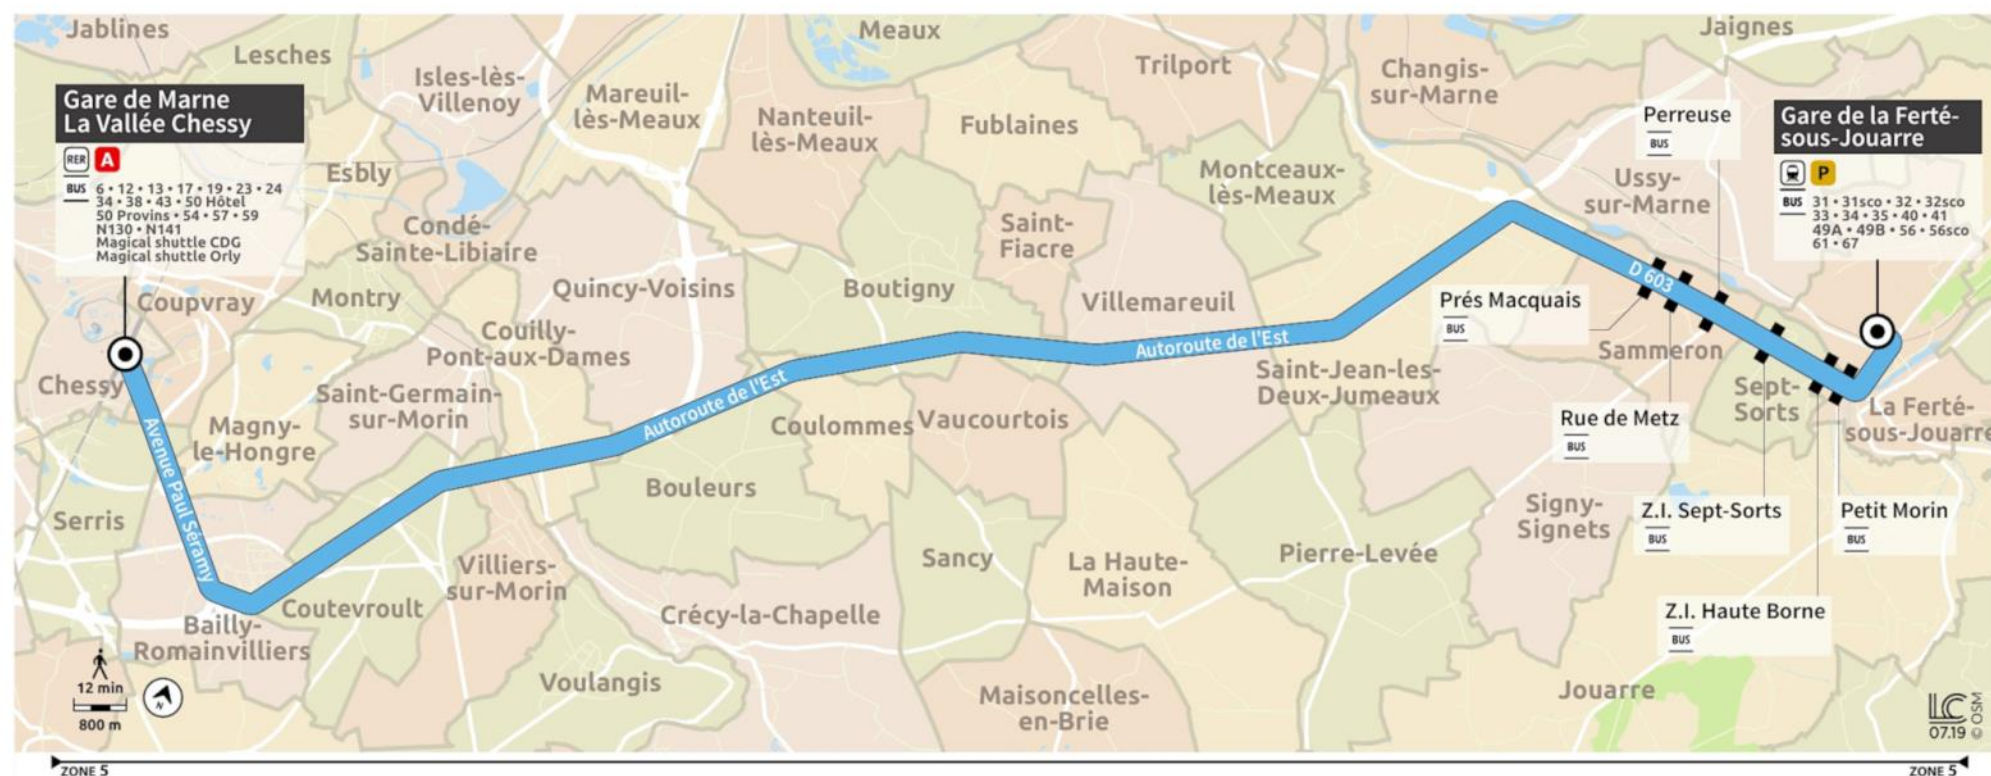 Jablines
Lesches
Isles-lès-
Villenoy
Mareuil-
lès-Meaux
Meaux
Nanteuil-
lès-Meaux
Fublaines
Trilport
Changis-
sur-Marne
Jaignes
Gare de Marne
La Vallée Chessy
RER A
BUS 6 • 12 • 13 • 17 • 19 • 23 • 24
34 • 38 • 43 • 50 Hôtel
50 Provins • 54 • 57 • 59
N130 • N141
Magical shuttle CDG
Magical shuttle Orly
Perreuse
BUS
Gare de la Ferté-
sous-Jouarre
P
BUS 31 • 31sco • 32 • 32sco
33 • 34 • 35 • 40 • 41
49A • 49B • 56 • 56sco
61 • 67
Esbly
Condé-
Sainte-Libiaire
Montceaux-
lès-Meaux
Ussy-
sur-Marne
Saint-
Fiacre
Coupvray
Montry
Quincy-Voisins
Boutigny
Villemareuil
D 603
Prés Macquais
BUS
Couilly-
Pont-aux-Dames
Autoroute de l'Est
Sammeron
Chessy
Saint-Germain-
sur-Morin
Autoroute de l'Est
Saint-Jean-les-
Deux-Jumeaux
Sept-
Sorts
La Ferté-
sous-Jouarre
Magny-
le-Hongre
Avenue Paul Séramy
Coulommes
Vaucourtois
Rue de Metz
BUS
Bouleurs
Serris
Signy-
Signets
Z.I. Sept-Sorts
BUS
Petit Morin
BUS
Villiers-
sur-Morin
Sancy
La Haute-
Maison
Pierre-Levée
Coutevroult
Crécy-la-Chapelle
Z.I. Haute Borne
BUS
Bailly-
Romainvilliers
12 min
800 m
N
Voulangis
Maisoncelles-
en-Brie
Jouarre
LC
07.19 © OSM
ZONE 5
ZONE 5